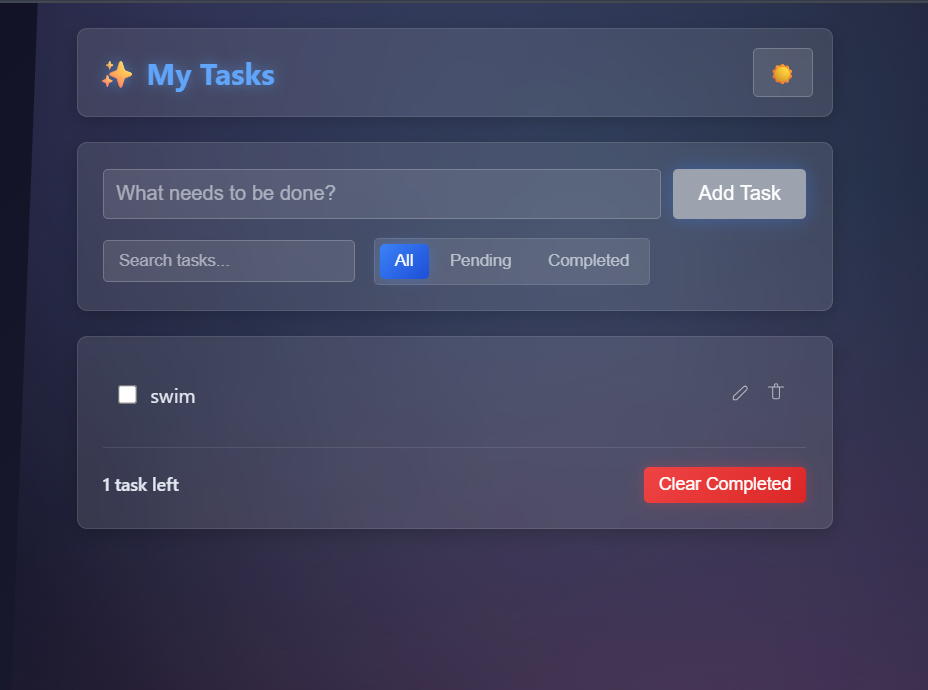 ✨ My Tasks
What needs to be done?
Add Task
Search tasks...
All
Pending
Completed
swim
1 task left
Clear Completed